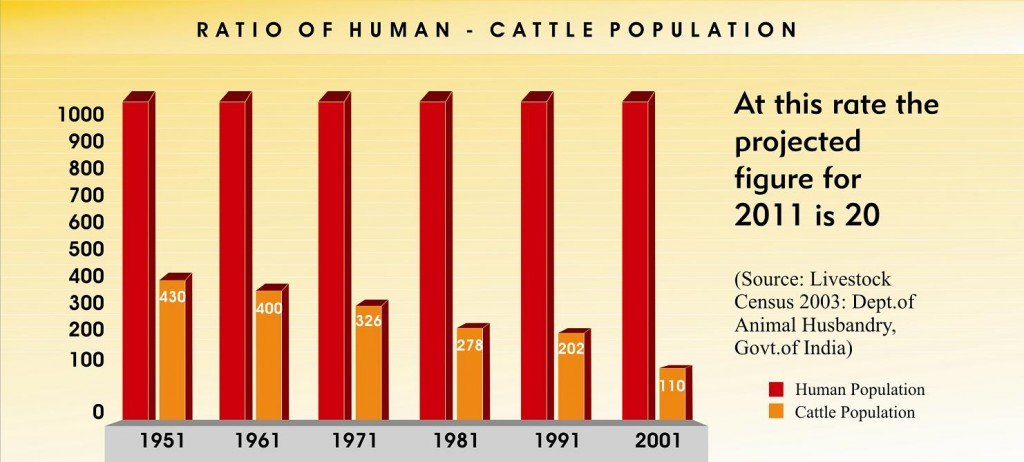 RATIO OF HUMAN - CATTLE POPULATION
1000
900
800
700
600
500
400
300
200
100
0
430
400
326
278
202
110
1951 1961 1971 1981 1991 2001
At this rate the
projected
figure for
2011 is 20
(Source: Livestock
Census 2003: Dept.of
Animal Husbandry,
Govt.of India)
Human Population
Cattle Population